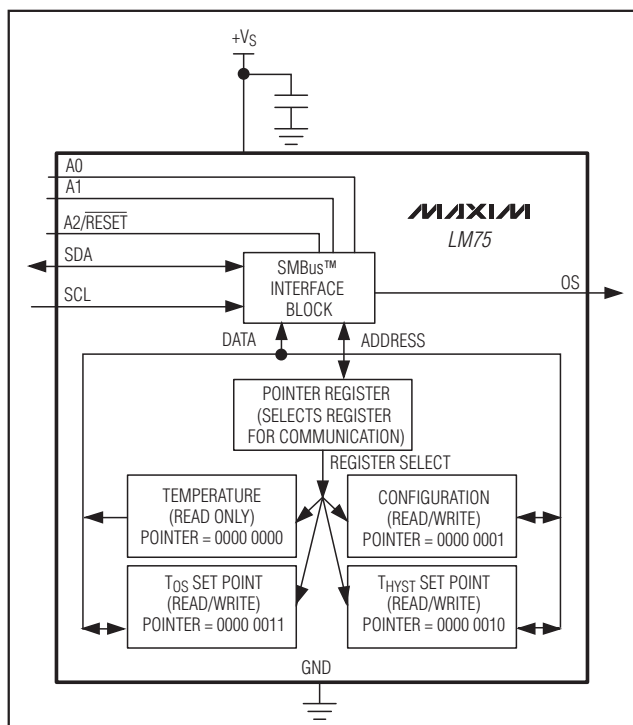 +VS
A0
A1
A2/RESET
SDA
SCL
MAXIM
LM75
SMBus™
INTERFACE
BLOCK
OS
DATA
ADDRESS
POINTER REGISTER
(SELECTS REGISTER
FOR COMMUNICATION)
REGISTER SELECT
TEMPERATURE
(READ ONLY)
POINTER = 0000 0000
CONFIGURATION
(READ/WRITE)
POINTER = 0000 0001
TOS SET POINT
(READ/WRITE)
POINTER = 0000 0011
THYST SET POINT
(READ/WRITE)
POINTER = 0000 0010
GND